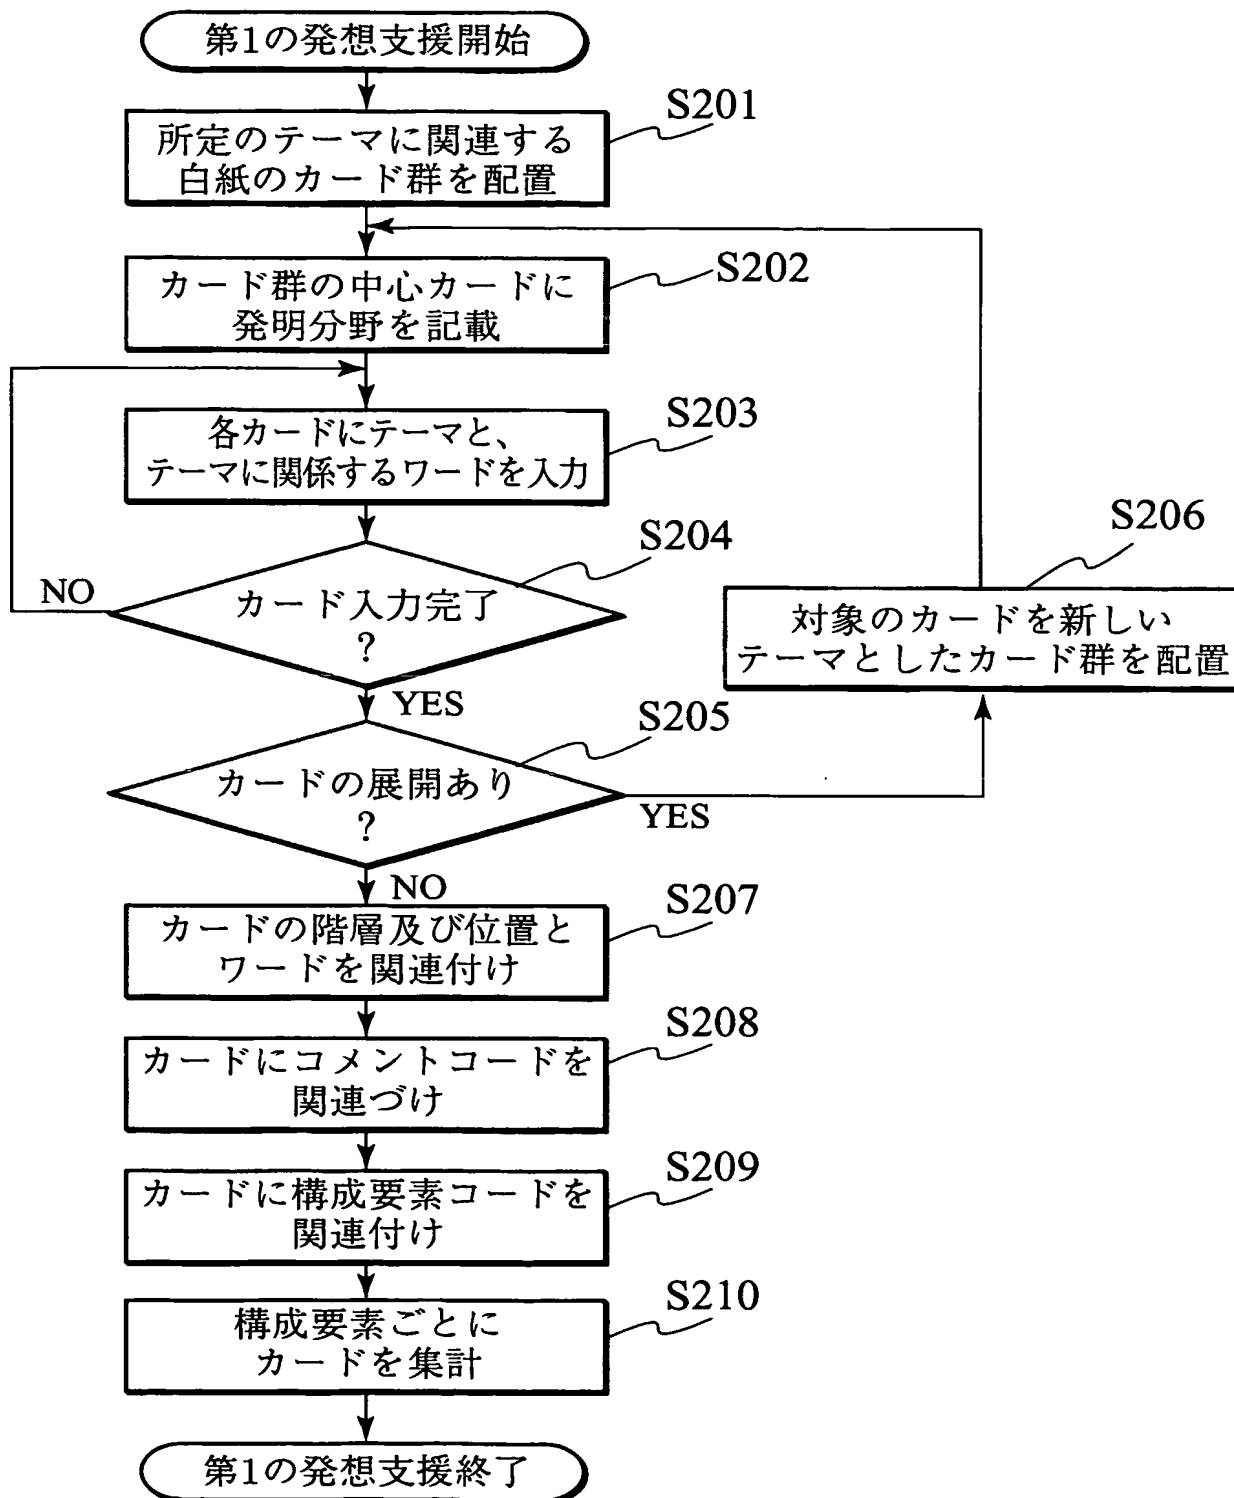 第1の発想支援開始
S201
所定のテーマに関連する
白紙のカード群を配置
S202
カード群の中心カードに
発明分野を記載
S203
各カードにテーマと、
テーマに関係するワードを入力
S204
カード入力完了
?
NO
YES
S205
カードの展開あり
?
YES
NO
S206
対象のカードを新しい
テーマとしたカード群を配置
S207
カードの階層及び位置と
ワードを関連付け
S208
カードにコメントコードを
関連づけ
S209
カードに構成要素コードを
関連付け
S210
構成要素ごとに
カードを集計
第1の発想支援終了